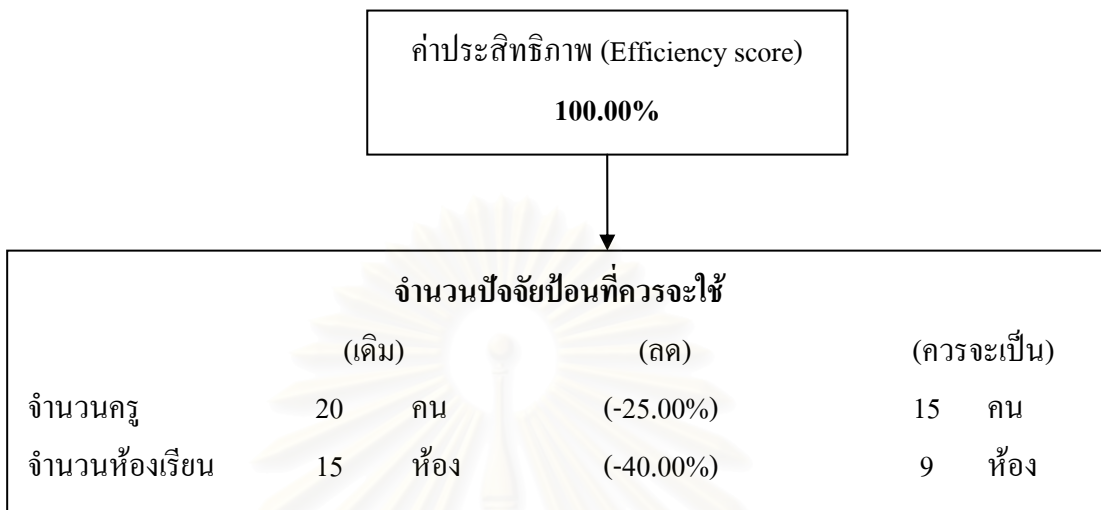 ค่าประสิทธิภาพ (Efficiency score)
100.00%
จำนวนปัจจัยป้อนที่ควรจะใช้
(เดิม) (ลด) (ควรจะเป็น)
จำนวนครู 20 คน (-25.00%) 15 คน
จำนวนห้องเรียน 15 ห้อง (-40.00%) 9 ห้อง